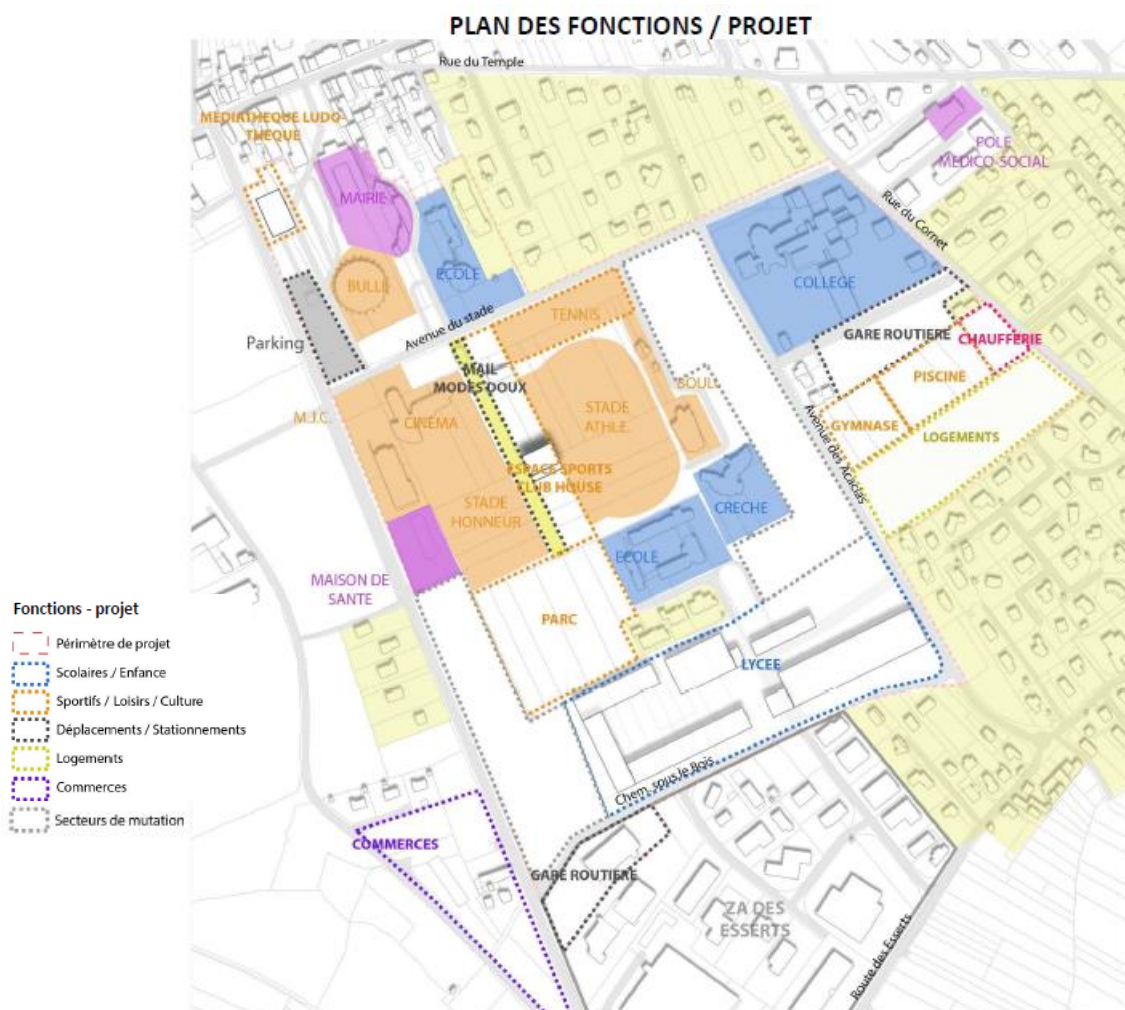 PLAN DES FONCTIONS / PROJET
Rue du Temple
MEDIATHEQUE LUDO-
THEQUE
POLE
MEDICO-SOCIAL
MAIRIE
Rue du Cornet
ECOLE
BULLE
COLLEGE
TENNIS
Avenue du stade
GARE ROUTIERE
CHAUFFERIE
Parking
MAIL
MODES DOUX
PISCINE
BOULE
M.J.C.
CINEMA
STADE
ATHLE.
GYMNASE
LOGEMENTS
Avenue des Acacias
ESPACE SPORTS
CLUB HOUSE
STADE
HONNEUR
CRECHE
ECOLE
MAISON DE
SANTE
PARC
LYCEE
Chem. sous le Bois
COMMERCES
GARE ROUTIERE
ZA DES
ESSERTS
Route des Esserts
Fonctions - projet
Périmètre de projet
Scolaires / Enfance
Sportifs / Loisirs / Culture
Déplacements / Stationnements
Logements
Commerces
Secteurs de mutation